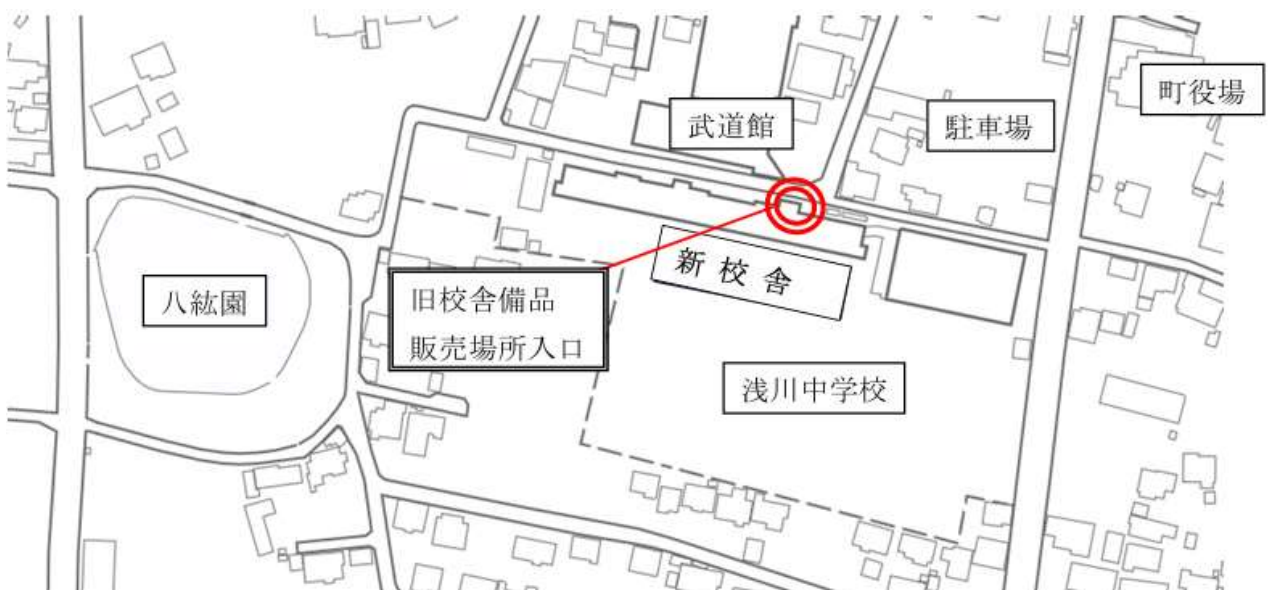 町役場
武道館
駐車場
新校舎
八紘園
旧校舎備品
販売場所入口
浅川中学校